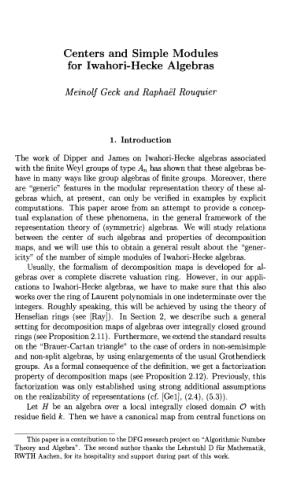 Centers and Simple Modules
for Iwahori-Hecke Algebras
Meinolf Geck and Raphaël Rouquier
1. Introduction
The work of Dipper and James on Iwahori-Hecke algebras associated
with the finite Weyl groups of type Aₙ has shown that these algebras be-
have in many ways like group algebras of finite groups. Moreover, there
are "generic" features in the modular representation theory of these al-
gebras which, at present, can only be verified in examples by explicit
computations. This paper arose from an attempt to provide a concep-
tual explanation of these phenomena, in the general framework of the
representation theory of (symmetric) algebras. We will study relations
between the center of such algebras and properties of decomposition
maps, and we will use this to obtain a general result about the "gener-
icity" of the number of simple modules of Iwahori-Hecke algebras.
Usually, the formalism of decomposition maps is developed for al-
gebras over a complete discrete valuation ring. However, in our appli-
cations to Iwahori-Hecke algebras, we have to make sure that this also
works over the ring of Laurent polynomials in one indeterminate over the
integers. Roughly speaking, this will be achieved by using the theory of
Henselian rings (see [Ray]). In Section 2, we describe such a general
setting for decomposition maps of algebras over integrally closed ground
rings (see Proposition 2.11). Furthermore, we extend the standard results
on the "Brauer-Cartan triangle" to the case of orders in non-semisimple
and non-split algebras, by using enlargements of the usual Grothendieck
groups. As a formal consequence of the definition, we get a factorization
property of decomposition maps (see Proposition 2.12). Previously, this
factorization was only established using strong additional assumptions
on the realizability of representations (cf. [Ge1], (2.4), (5.3)).
Let H be an algebra over a local integrally closed domain 𝒪 with
residue field k. Then we have a canonical map from central functions on
This paper is a contribution to the DFG research project on "Algorithmic Number
Theory and Algebra". The second author thanks the Lehrstuhl D für Mathematik,
RWTH Aachen, for its hospitality and support during part of this work.